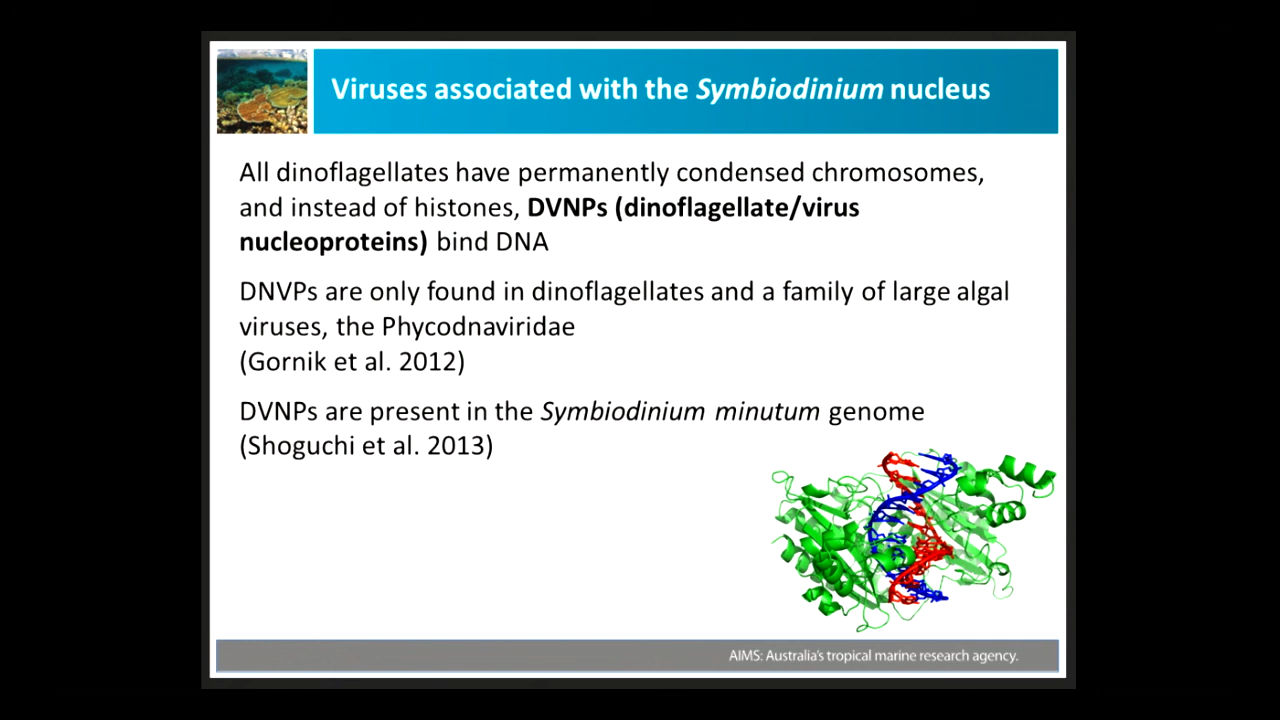 Viruses associated with the Symbiodinium nucleus
All dinoflagellates have permanently condensed chromosomes,
and instead of histones, DVNPs (dinoflagellate/virus
nucleoproteins) bind DNA
DNVPs are only found in dinoflagellates and a family of large algal
viruses, the Phycodnaviridae
(Gornik et al. 2012)
DVNPs are present in the Symbiodinium minutum genome
(Shoguchi et al. 2013)
AIMS: Australia's tropical marine research agency.